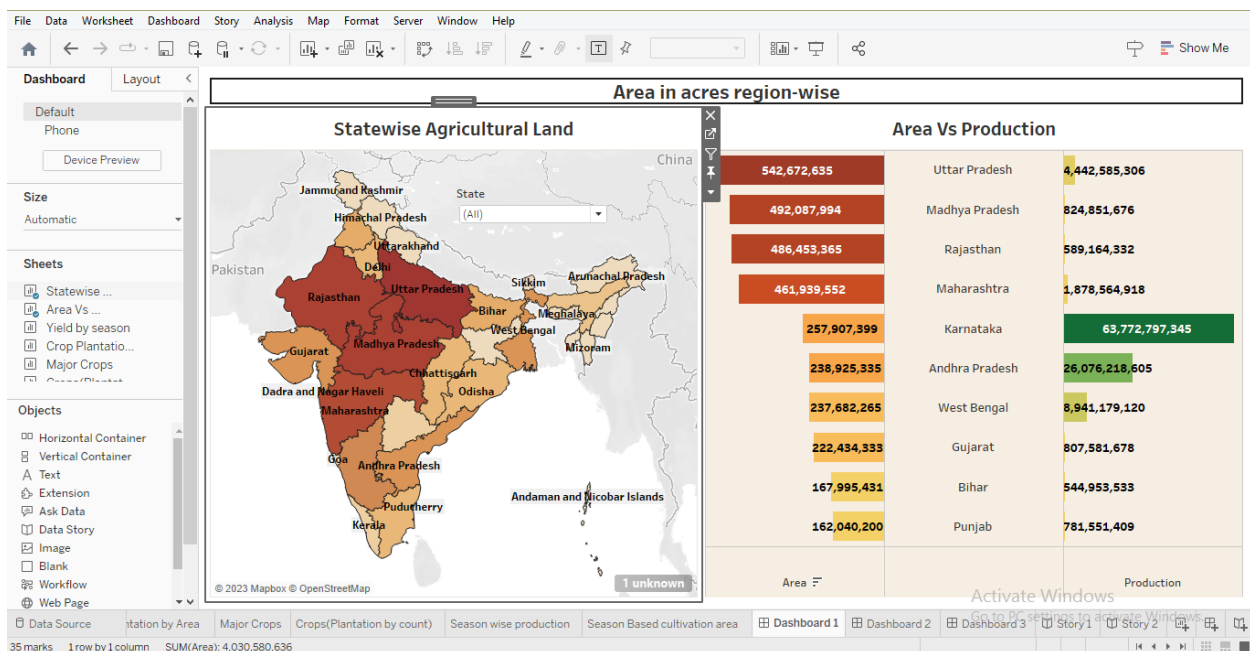 File Data Worksheet Dashboard Story Analysis Map Format Server Window Help
Show Me
Dashboard Layout
Default
Phone
Device Preview
Size
Automatic
Sheets
Statewise ...
Area Vs ...
Yield by season
Crop Plantatio...
Major Crops
Objects
Horizontal Container
Vertical Container
Text
Extension
Ask Data
Data Story
Image
Blank
Workflow
Web Page
Area in acres region-wise
Statewise Agricultural Land
State
(All)
China
Pakistan
Jammu and Kashmir
Himachal Pradesh
Uttarakhand
Delhi
Arunachal Pradesh
Sikkim
Rajasthan
Uttar Pradesh
Bihar
Meghalaya
West Bengal
Madhya Pradesh
Mizoram
Gujarat
Chhattisgarh
Dadra and Nagar Haveli
Odisha
Maharashtra
Goa
Andhra Pradesh
Andaman and Nicobar Islands
Puducherry
Kerala
© 2023 Mapbox © OpenStreetMap
1 unknown
Area Vs Production
542,672,635 Uttar Pradesh 4,442,585,306
492,087,994 Madhya Pradesh 824,851,676
486,453,365 Rajasthan 589,164,332
461,939,552 Maharashtra 1,878,564,918
257,907,399 Karnataka 63,772,797,345
238,925,335 Andhra Pradesh 26,076,218,605
237,682,265 West Bengal 8,941,179,120
222,434,333 Gujarat 807,581,678
167,995,431 Bihar 544,953,533
162,040,200 Punjab 781,551,409
Area Production
Activate Windows
Go to PC settings to activate Windows.
Data Source ntation by Area Major Crops Crops(Plantation by count) Season wise production Season Based cultivation area Dashboard 1 Dashboard 2 Dashboard 3 Story 1 Story 2
35 marks 1 row by 1 column SUM(Area): 4,030,580,636